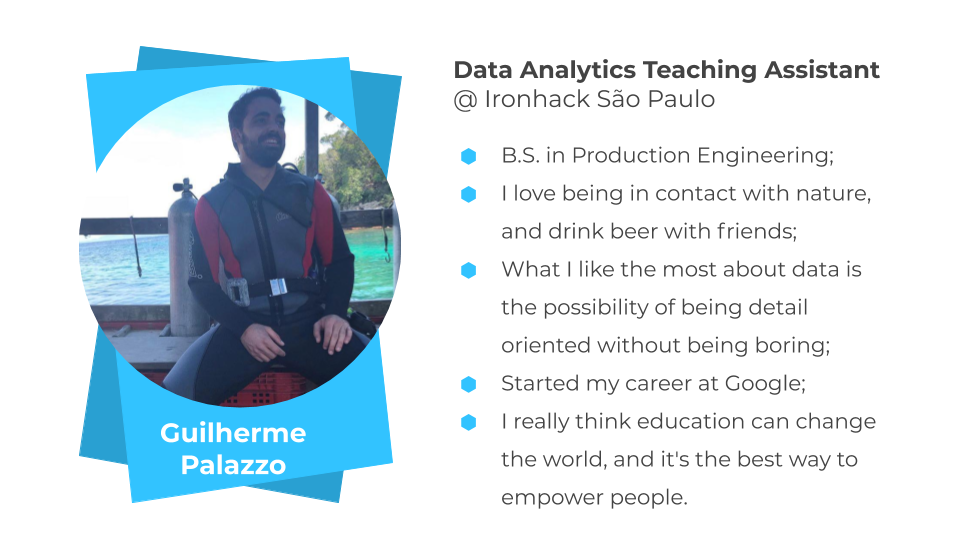 Data Analytics Teaching Assistant
@ Ironhack São Paulo
B.S. in Production Engineering;
I love being in contact with nature,
and drink beer with friends;
What I like the most about data is
the possibility of being detail
oriented without being boring;
Started my career at Google;
I really think education can change
the world, and it's the best way to
empower people.
Guilherme
Palazzo